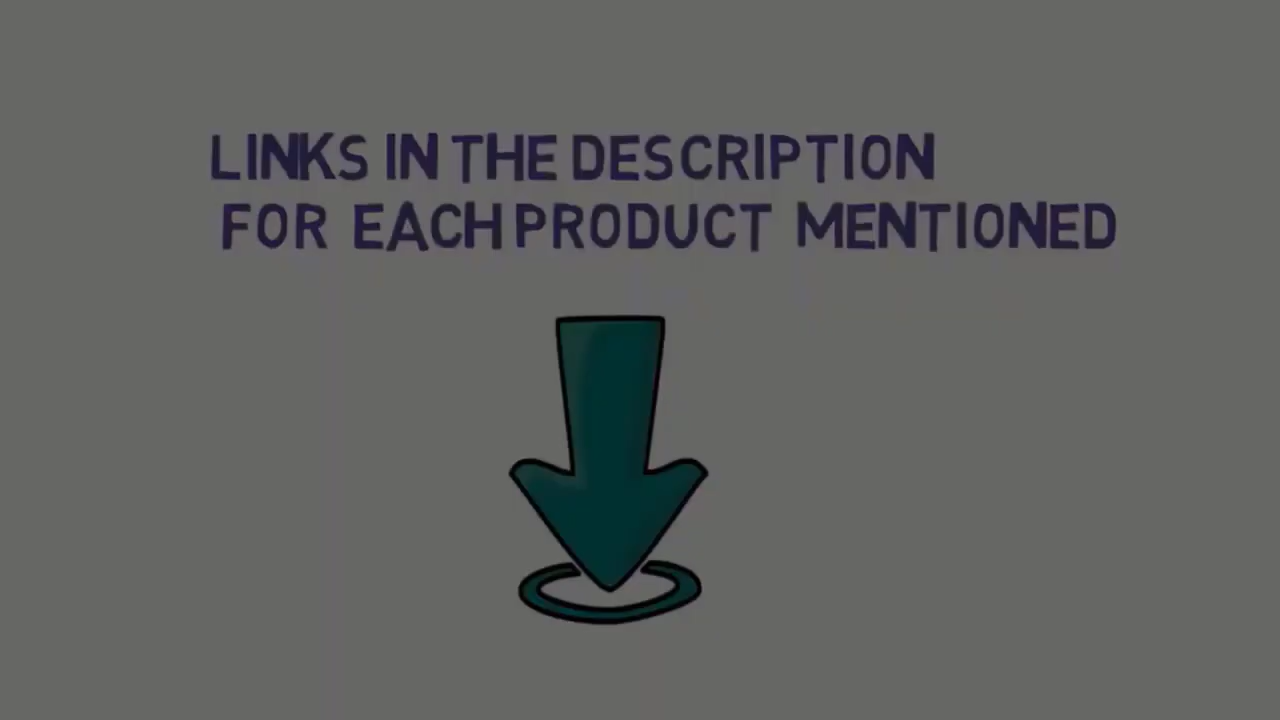 LINKS IN THE DESCRIPTION
FOR EACH PRODUCT MENTIONED